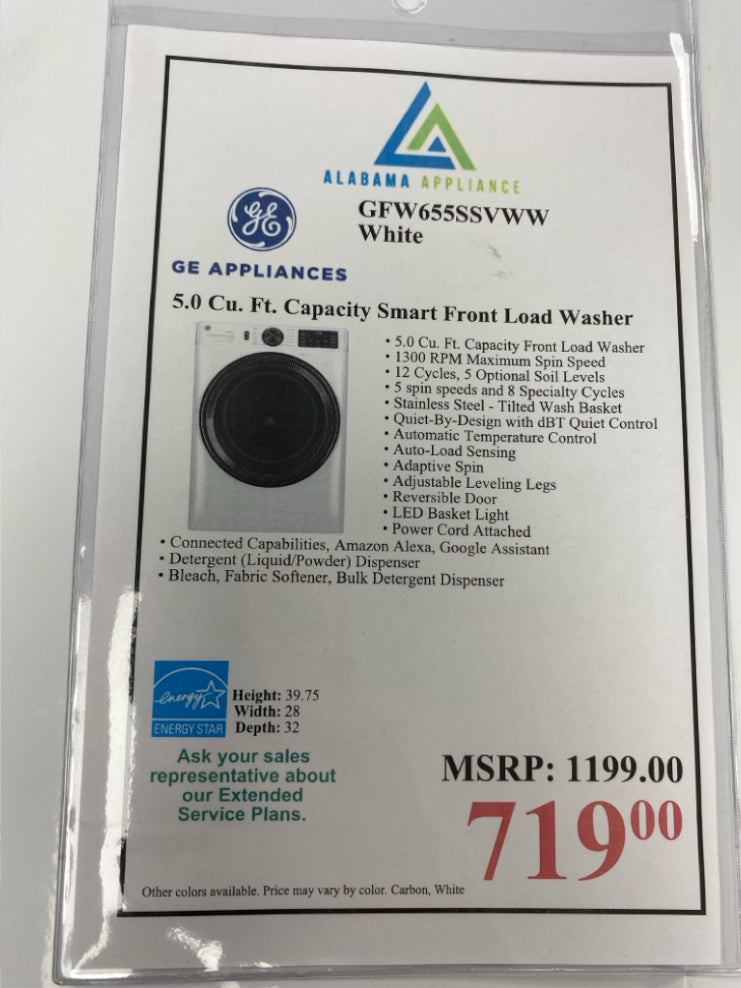 ALABAMA APPLIANCE
GE
GE APPLIANCES
GFW655SSVWW
White
5.0 Cu. Ft. Capacity Smart Front Load Washer
• 5.0 Cu. Ft. Capacity Front Load Washer
• 1300 RPM Maximum Spin Speed
• 12 Cycles, 5 Optional Soil Levels
• 5 spin speeds and 8 Specialty Cycles
• Stainless Steel - Tilted Wash Basket
• Quiet-By-Design with dBT Quiet Control
• Automatic Temperature Control
• Auto-Load Sensing
• Adaptive Spin
• Adjustable Leveling Legs
• Reversible Door
• LED Basket Light
• Power Cord Attached
• Connected Capabilities, Amazon Alexa, Google Assistant
• Detergent (Liquid/Powder) Dispenser
• Bleach, Fabric Softener, Bulk Detergent Dispenser
energy
ENERGY STAR
Height: 39.75
Width: 28
Depth: 32
Ask your sales
representative about
our Extended
Service Plans.
MSRP: 1199.00
71900
Other colors available. Price may vary by color. Carbon, White